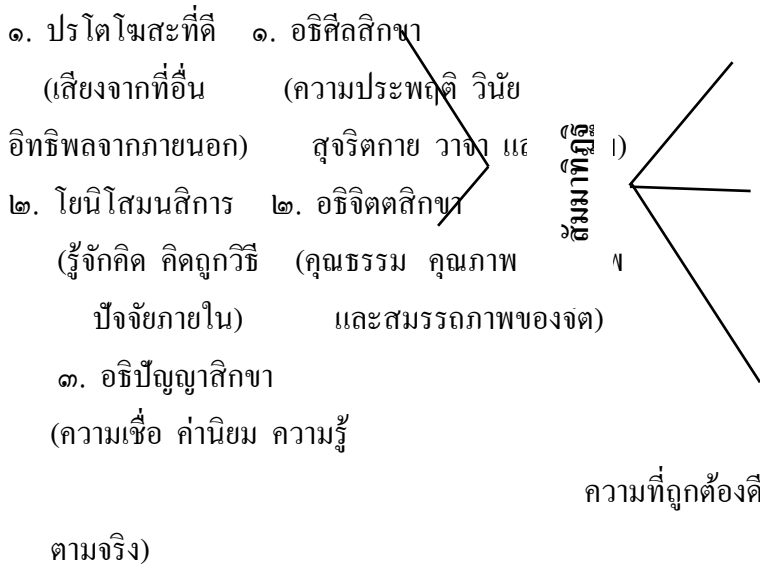 ๑. ปรโตโฆสะที่ดี ๑. อธิศีลสิกขา
(เสียงจากที่อื่น (ความประพฤติ วินัย
อิทธิพลจากภายนอก) สุจริตกาย วาจา
สัมมาทิฏฐิ
๒. โยนิโสมนสิการ ๒. อธิจิตตสิกขา
(รู้จักคิด คิดถูกวิธี (คุณธรรม คุณภาพ
ปัจจัยภายใน) และสมรรถภาพของจิต)
๓. อธิปัญญาสิกขา
(ความเชื่อ ค่านิยม ความรู้
ความที่ถูกต้องดี
ตามจริง)